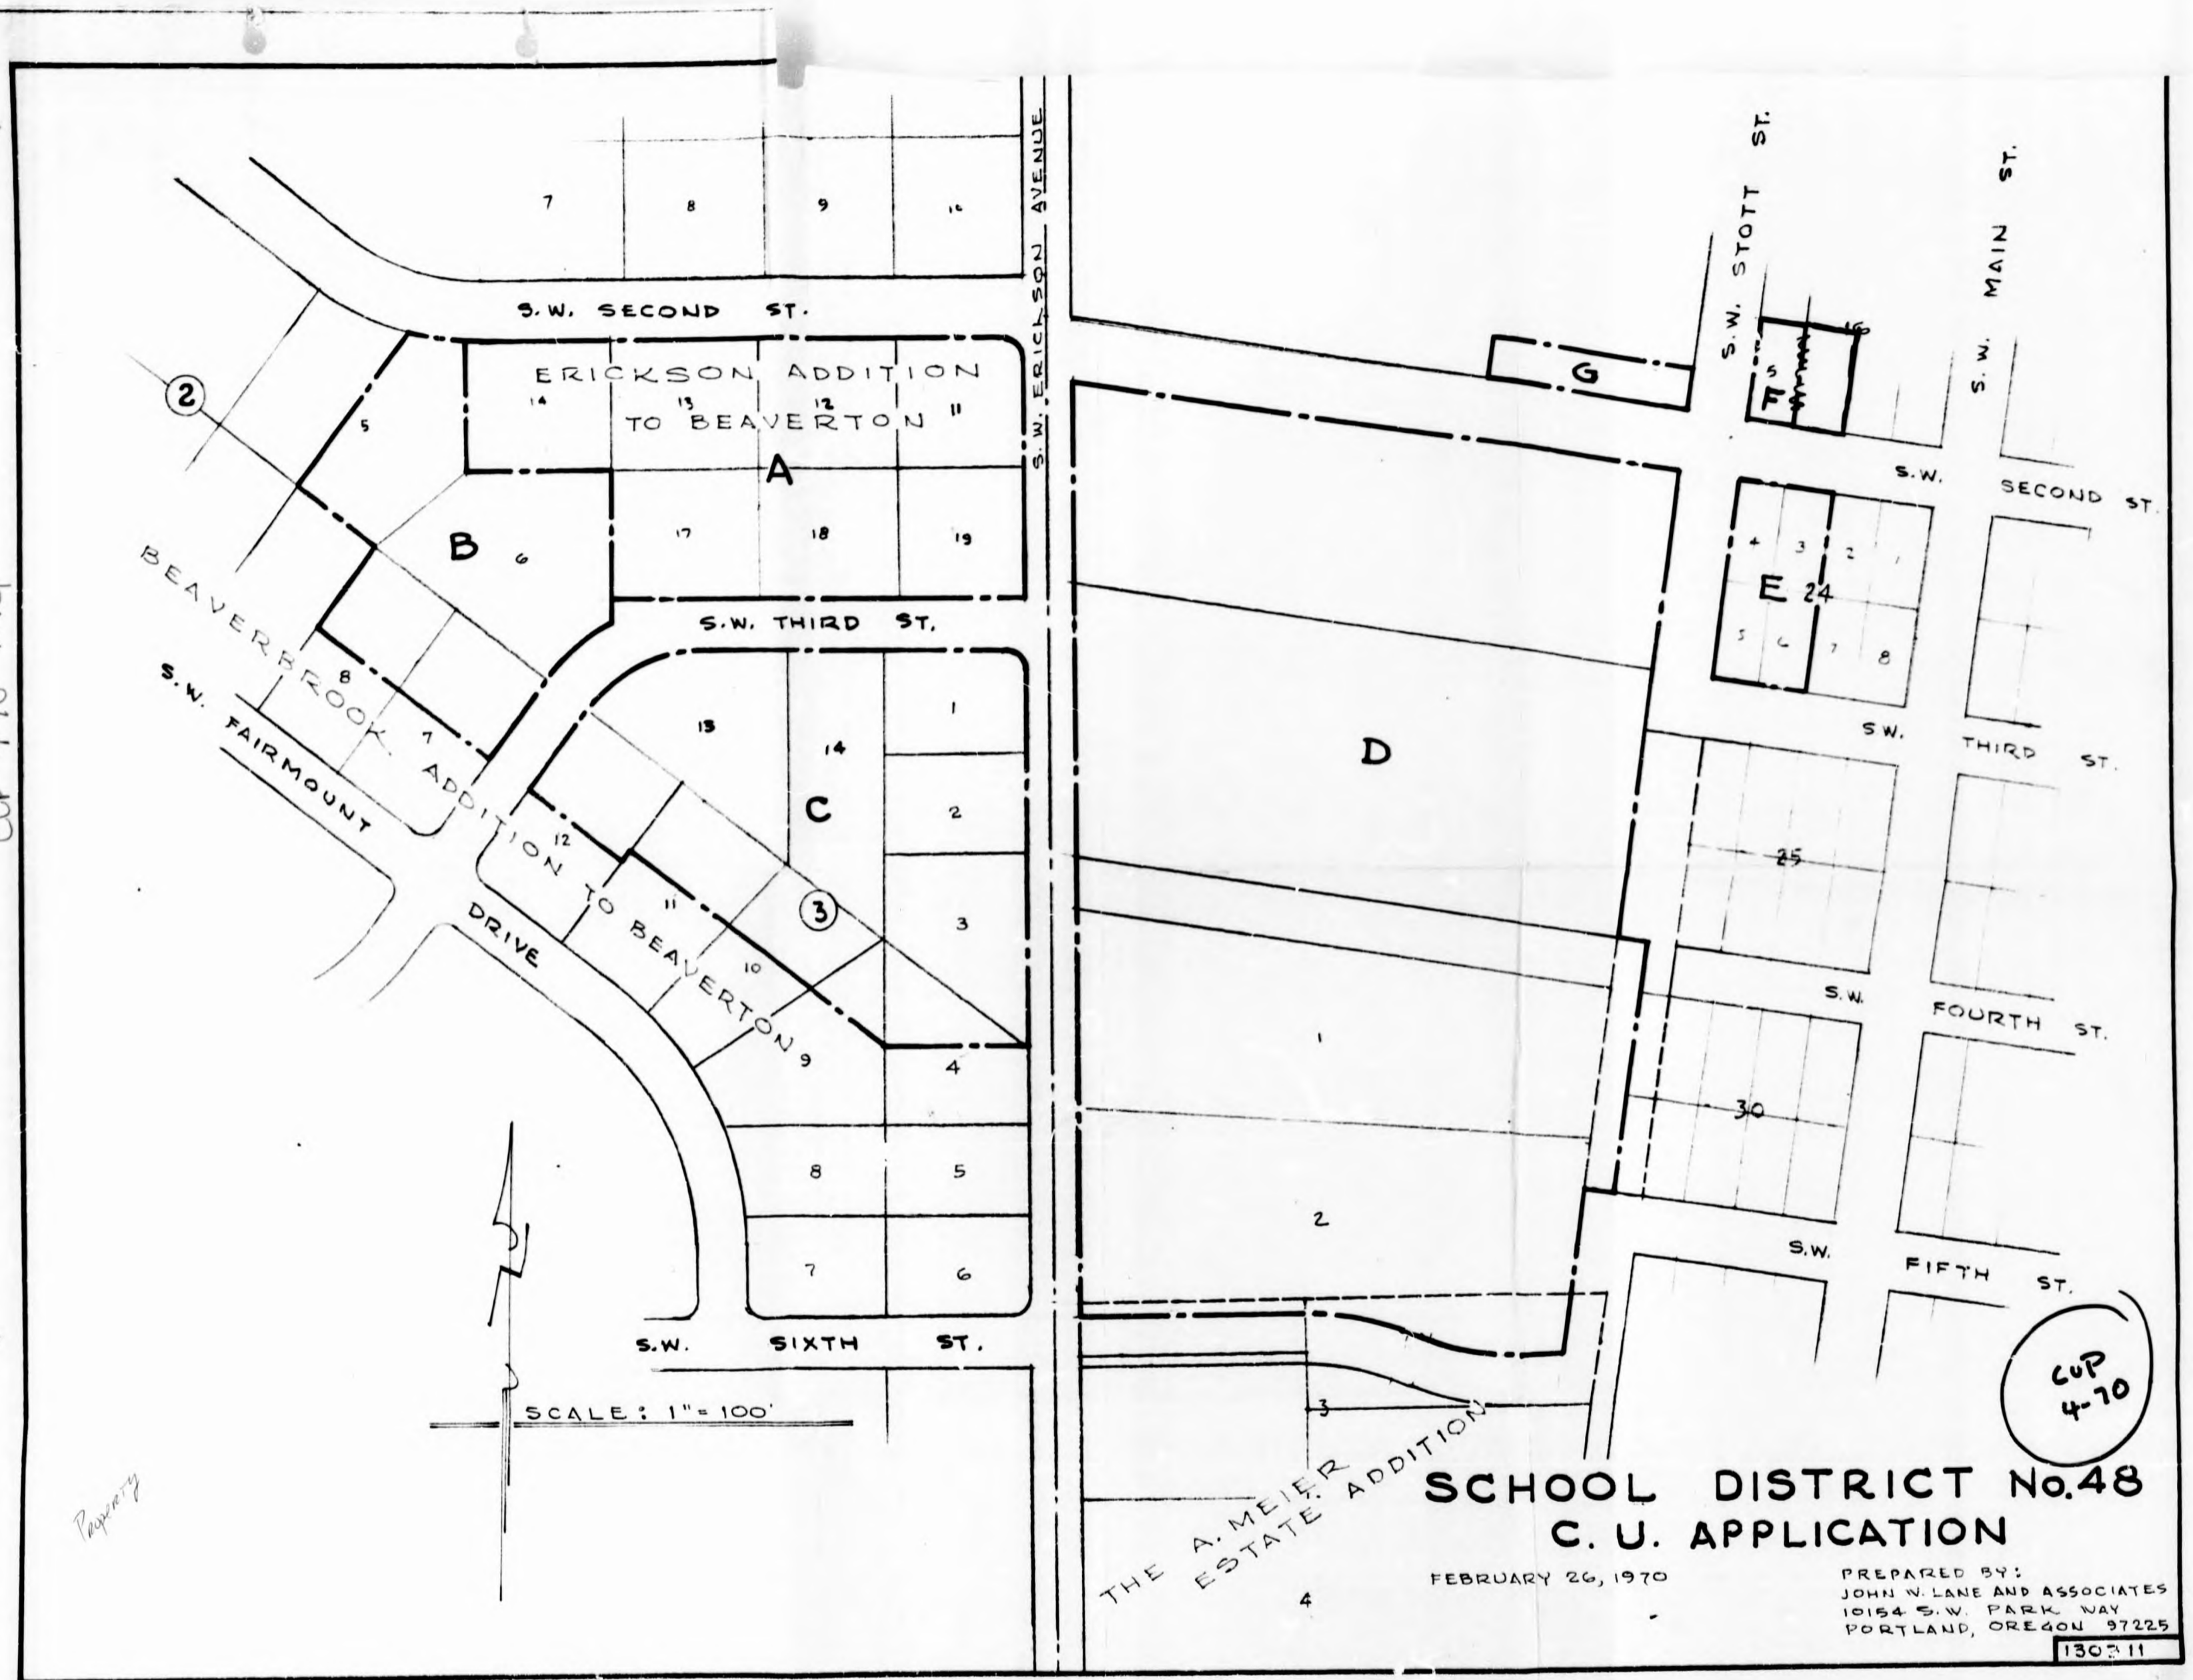 S.W. ERICKSON AVENUE
S.W. STOTT ST.
S.W. MAIN ST.
7
8
9
10
S.W. SECOND ST.
ERICKSON ADDITION
TO BEAVERTON
14
13
12
11
A
17
18
19
2
5
B
6
S.W. THIRD ST.
BEAVERBROOK ADDITION TO BEAVERTON
8
7
S.W. FAIRMOUNT DRIVE
13
14
1
C
2
12
11
3
3
10
9
4
8
5
7
6
S.W. SIXTH ST.
G
16
5
F
S.W. SECOND ST.
4
3
2
1
E 24
5
6
7
8
D
S.W. THIRD ST.
25
S.W. FOURTH ST.
1
30
2
S.W. FIFTH ST.
3
THE A. MEIER
ESTATE ADDITION
4
SCALE: 1"=100'
Property
CUP
4-70
SCHOOL DISTRICT No.48
C. U. APPLICATION
FEBRUARY 26, 1970
PREPARED BY:
JOHN W. LANE AND ASSOCIATES
10154 S.W. PARK WAY
PORTLAND, OREGON 97225